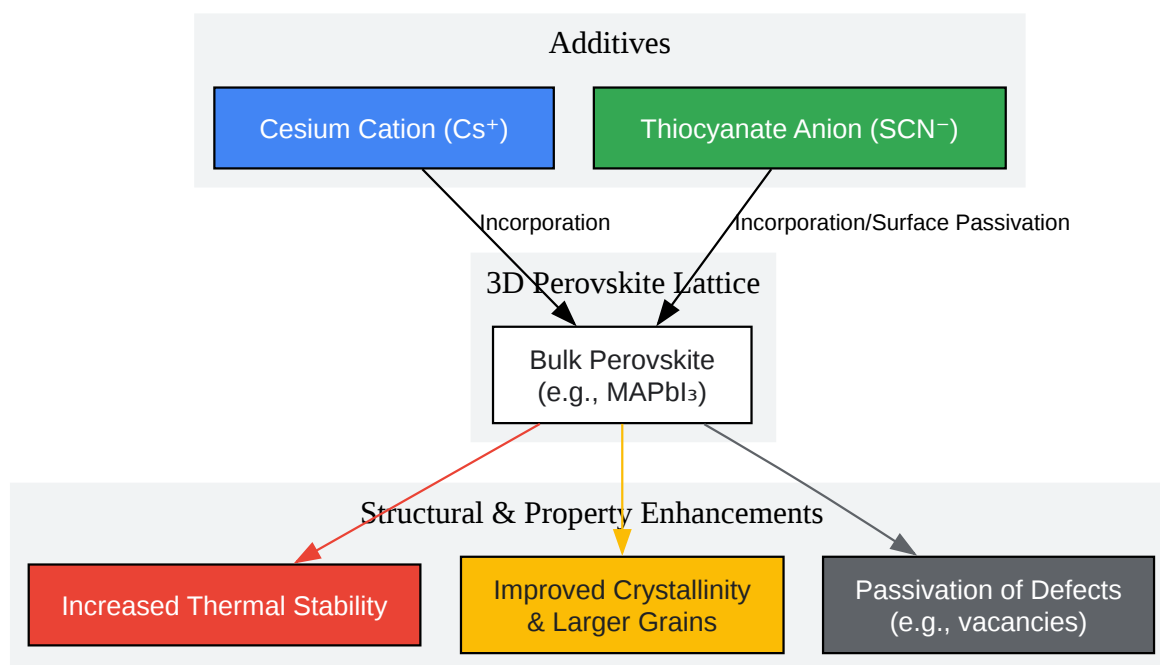 Additives
Cesium Cation (Cs⁺)
Thiocyanate Anion (SCN⁻)
Incorporation
Incorporation/Surface Passivation
3D Perovskite Lattice
Bulk Perovskite
(e.g., MAPbI₃)
Structural & Property Enhancements
Increased Thermal Stability
Improved Crystallinity
& Larger Grains
Passivation of Defects
(e.g., vacancies)